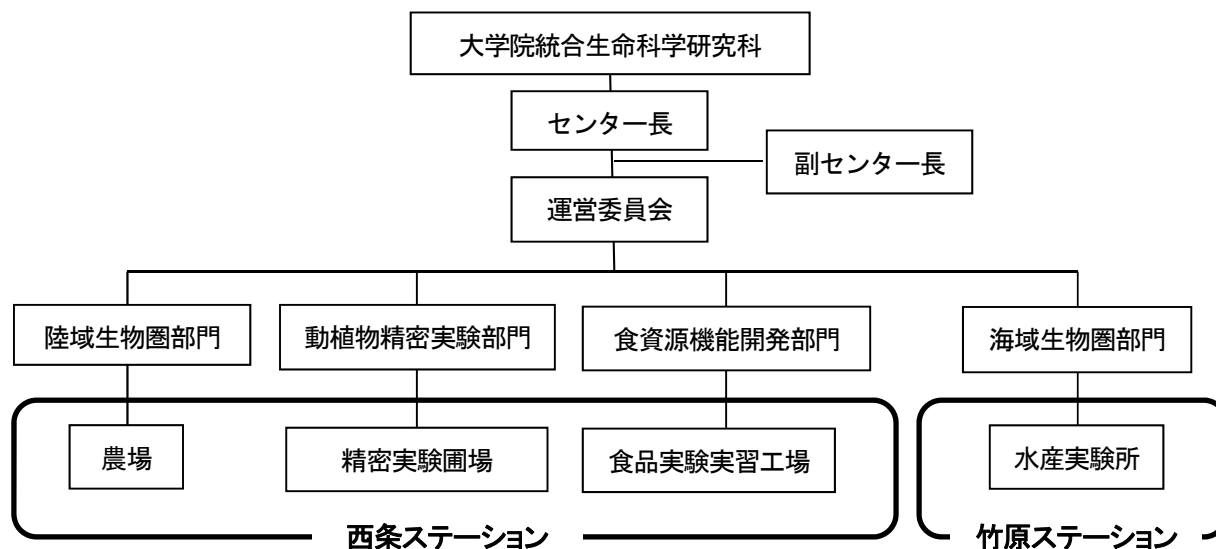 大学院統合生命科学研究科
センター長
副センター長
運営委員会
陸域生物圏部門
動植物精密実験部門
食資源機能開発部門
海域生物圏部門
農場
精密実験圃場
食品実験実習工場
水産実験所
西条ステーション
竹原ステーション